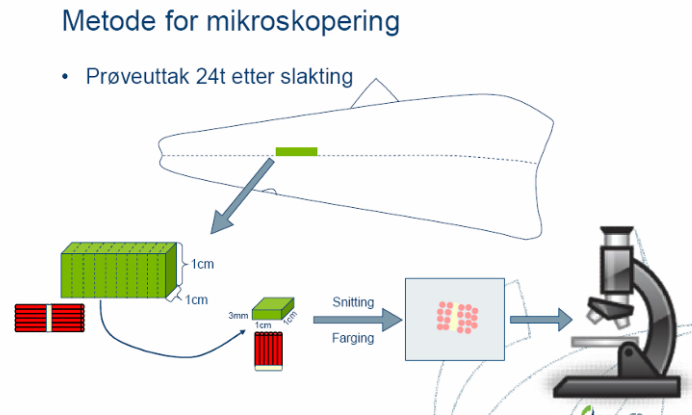 Metode for mikroskopering
• Prøveuttak 24t etter slakting
1cm
1cm
3mm
1cm
1cm
Snitting
Farging